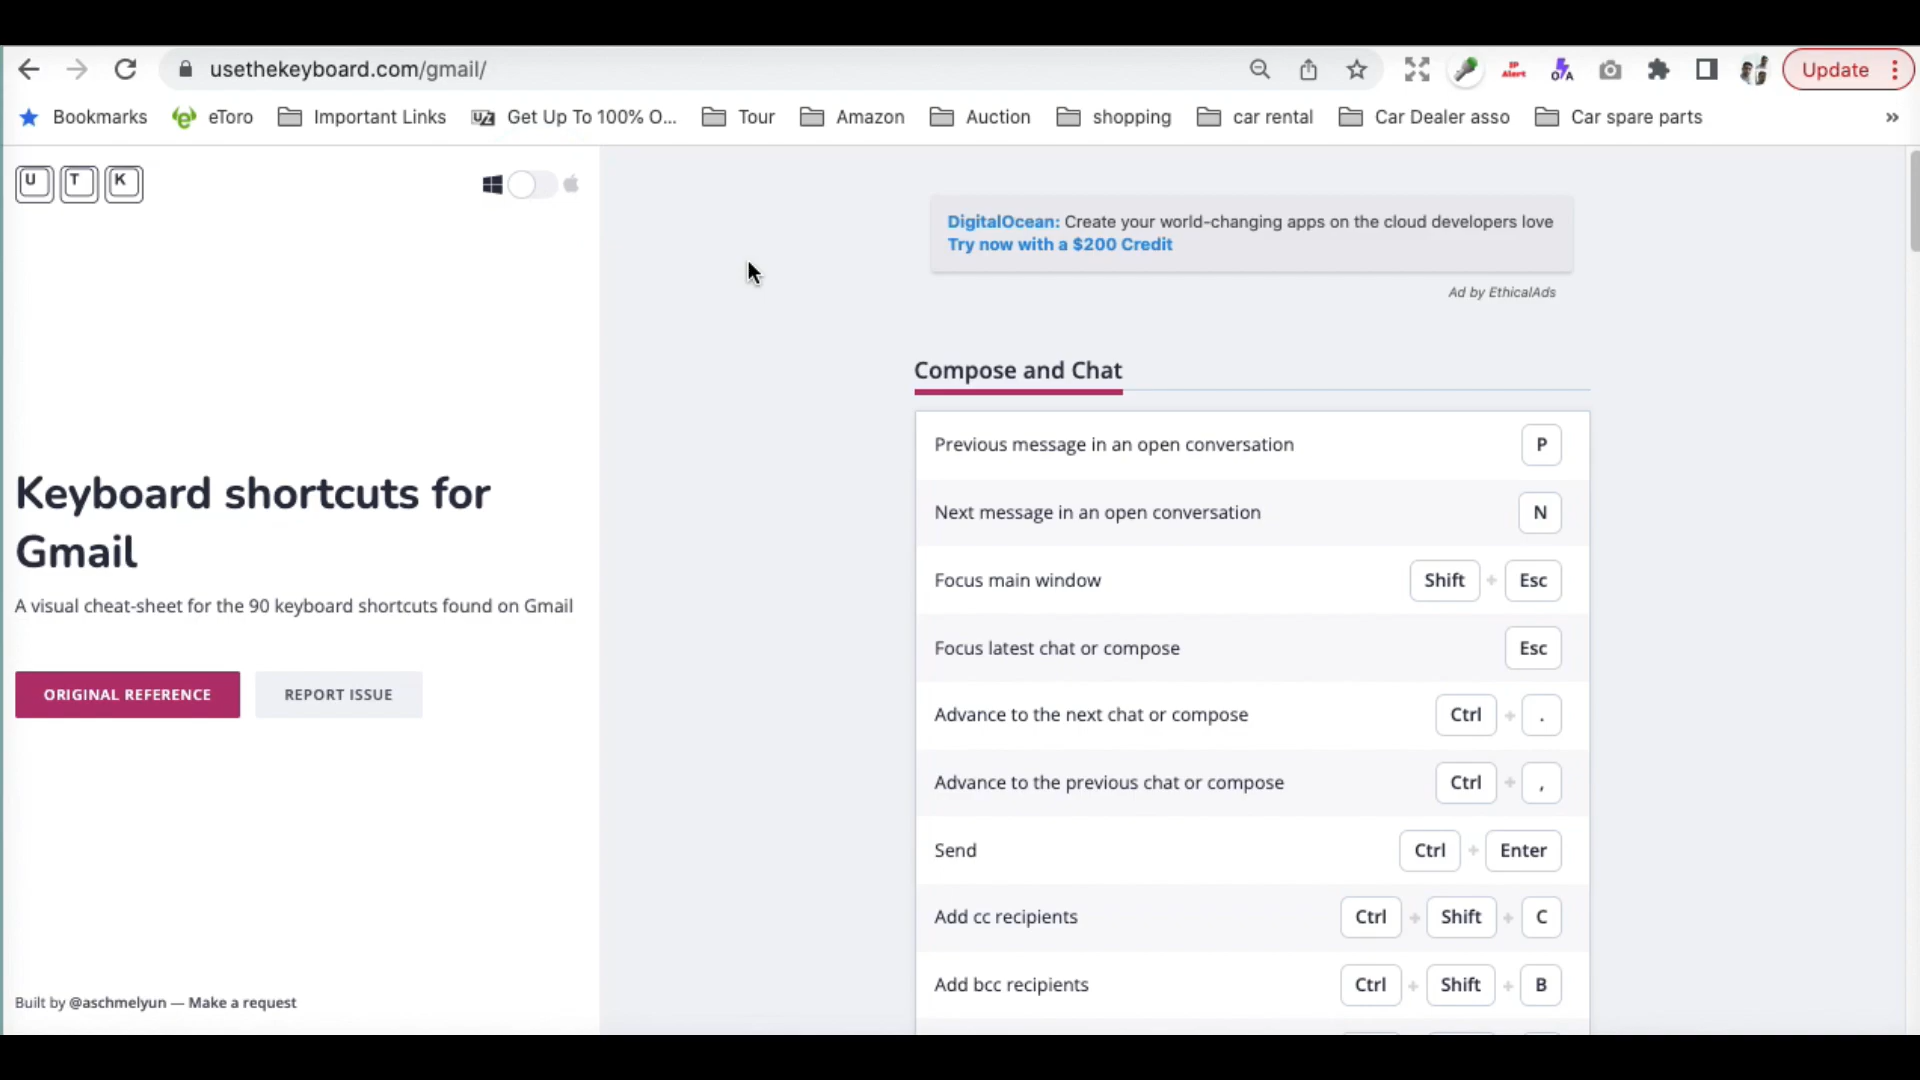 usethekeyboard.com/gmail/
IP Alert
O/A
Update
Bookmarks eToro Important Links Get Up To 100% O... Tour Amazon Auction shopping car rental Car Dealer asso Car spare parts »
U T K
DigitalOcean: Create your world-changing apps on the cloud developers love
Try now with a $200 Credit
Ad by EthicalAds
Keyboard shortcuts for
Gmail
A visual cheat-sheet for the 90 keyboard shortcuts found on Gmail
ORIGINAL REFERENCE REPORT ISSUE
Built by @aschmelyun — Make a request
Compose and Chat
Previous message in an open conversation P
Next message in an open conversation N
Focus main window Shift + Esc
Focus latest chat or compose Esc
Advance to the next chat or compose Ctrl + .
Advance to the previous chat or compose Ctrl + ,
Send Ctrl + Enter
Add cc recipients Ctrl + Shift + C
Add bcc recipients Ctrl + Shift + B